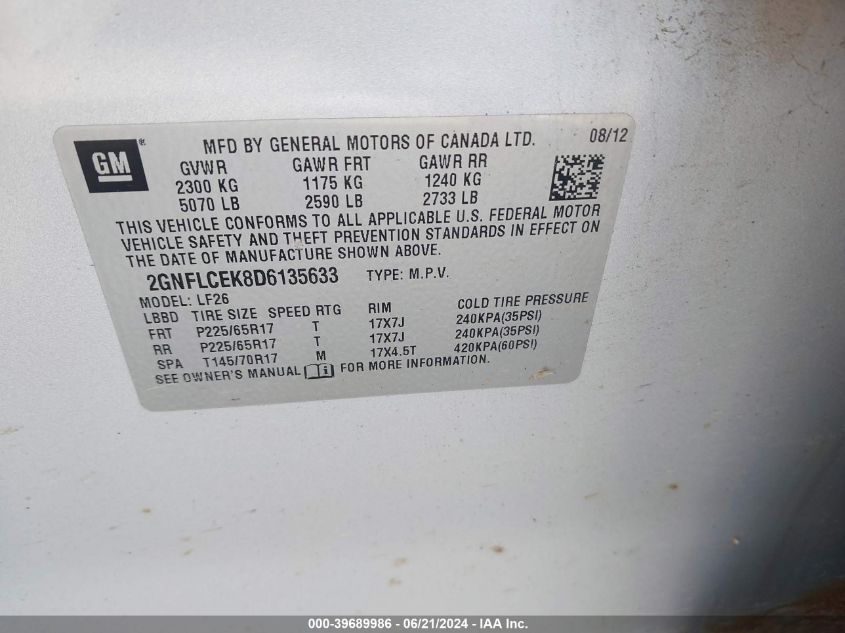 GM ® MFD BY GENERAL MOTORS OF CANADA LTD. 08/12
GVWR GAWR FRT GAWR RR
2300 KG 1175 KG 1240 KG
5070 LB 2590 LB 2733 LB
THIS VEHICLE CONFORMS TO ALL APPLICABLE U.S. FEDERAL MOTOR
VEHICLE SAFETY AND THEFT PREVENTION STANDARDS IN EFFECT ON
THE DATE OF MANUFACTURE SHOWN ABOVE.
2GNFLCEK8D6135633 TYPE: M.P.V.
MODEL: LF26
LBBD TIRE SIZE SPEED RTG RIM COLD TIRE PRESSURE
FRT P225/65R17 T 17X7J 240KPA(35PSI)
RR P225/65R17 T 17X7J 240KPA(35PSI)
SPA T145/70R17 M 17X4.5T 420KPA(60PSI)
SEE OWNER'S MANUAL FOR MORE INFORMATION.
000-39689986 - 06/21/2024 - IAA Inc.